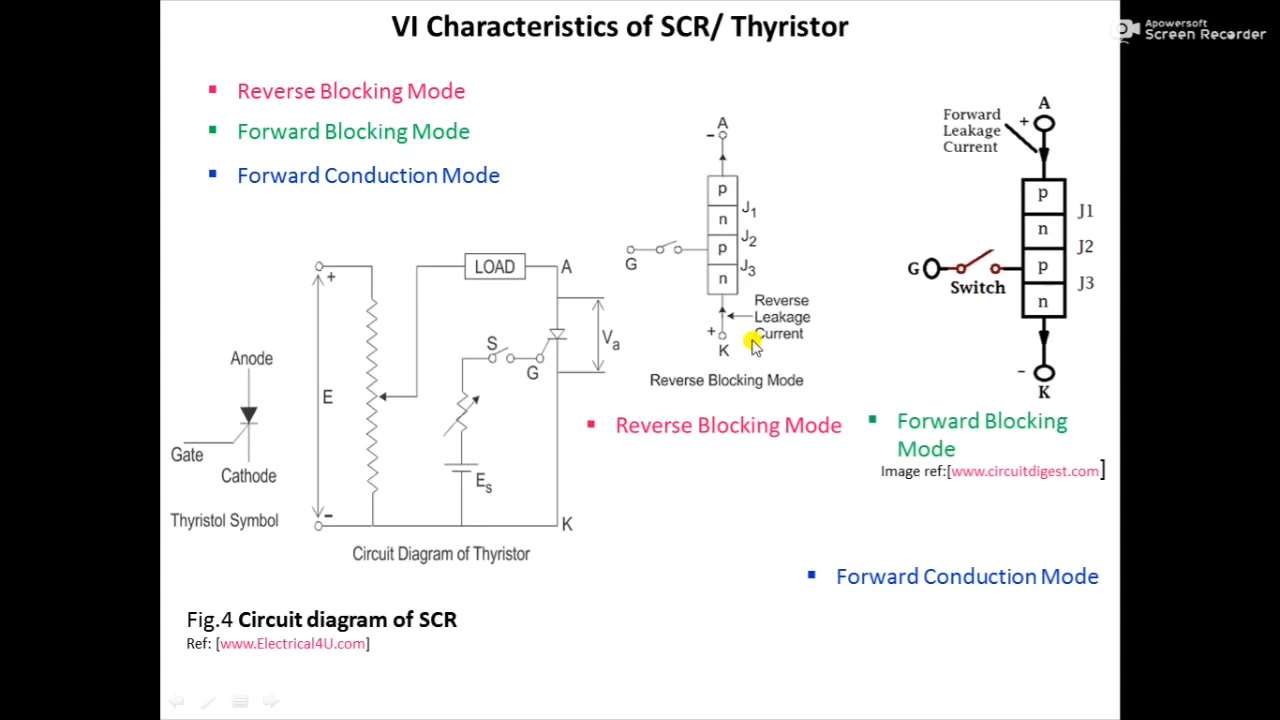 VI Characteristics of SCR/ Thyristor
Apowersoft
Screen Recorder
Reverse Blocking Mode
Forward Blocking Mode
Forward Conduction Mode
Anode
Gate
Cathode
Thyristol Symbol
+
E
-
LOAD
A
S
G
Va
Es
K
Circuit Diagram of Thyristor
Fig.4 Circuit diagram of SCR
Ref: [www.Electrical4U.com]
A
-
p
J1
n
J2
p
G
J3
n
Reverse
Leakage
Current
+
K
Reverse Blocking Mode
Reverse Blocking Mode
Forward
Leakage
Current
A
+
p
J1
n
J2
G
p
Switch
J3
n
-
K
Forward Blocking
Mode
Image ref:[www.circuitdigest.com]
Forward Conduction Mode